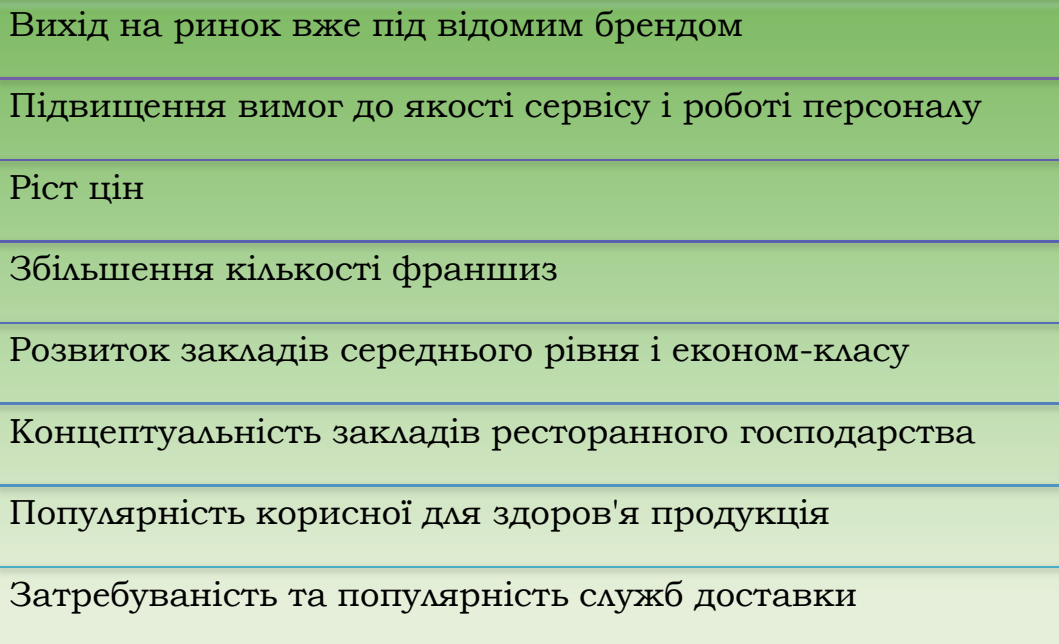 Вихід на ринок вже під відомим брендом
Підвищення вимог до якості сервісу і роботі персоналу
Ріст цін
Збільшення кількості франшиз
Розвиток закладів середнього рівня і економ-класу
Концептуальність закладів ресторанного господарства
Популярність корисної для здоров'я продукція
Затребуваність та популярність служб доставки